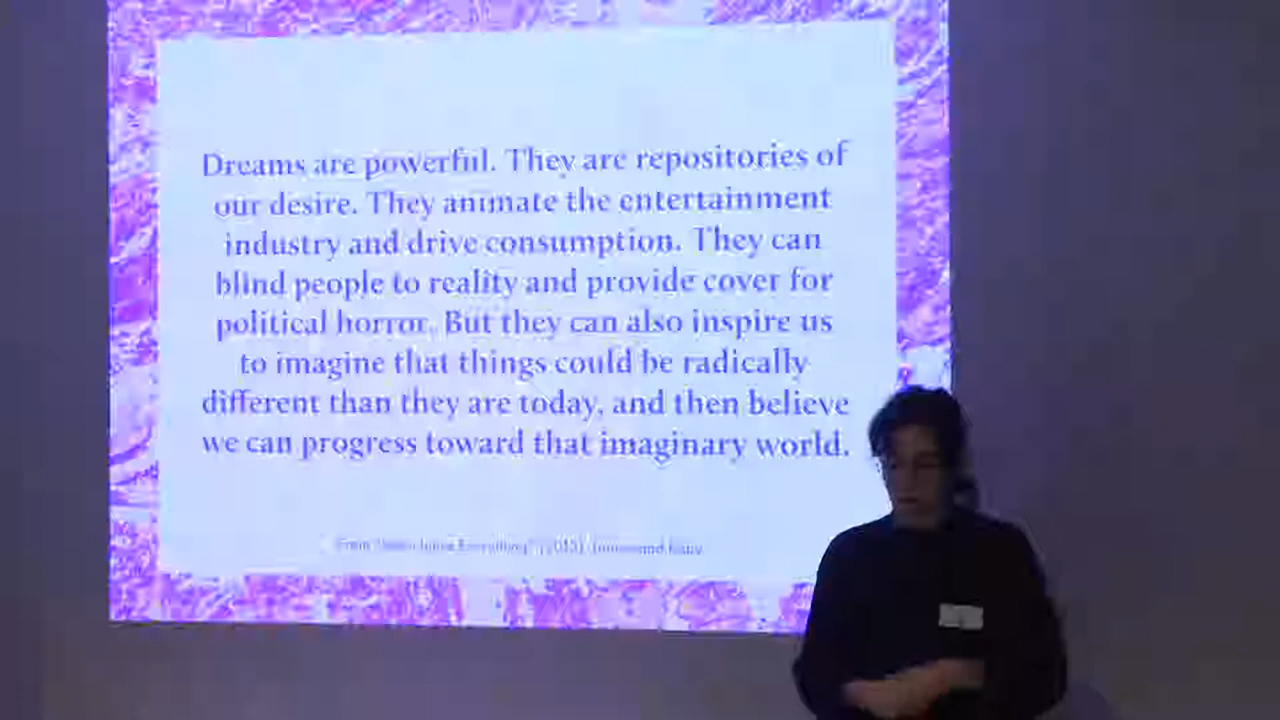 Dreams are powerful. They are repositories of
our desire. They animate the entertainment
industry and drive consumption. They can
blind people to reality and provide cover for
political horror. But they can also inspire us
to imagine that things could be radically
different than they are today, and then believe
we can progress toward that imaginary world.
From